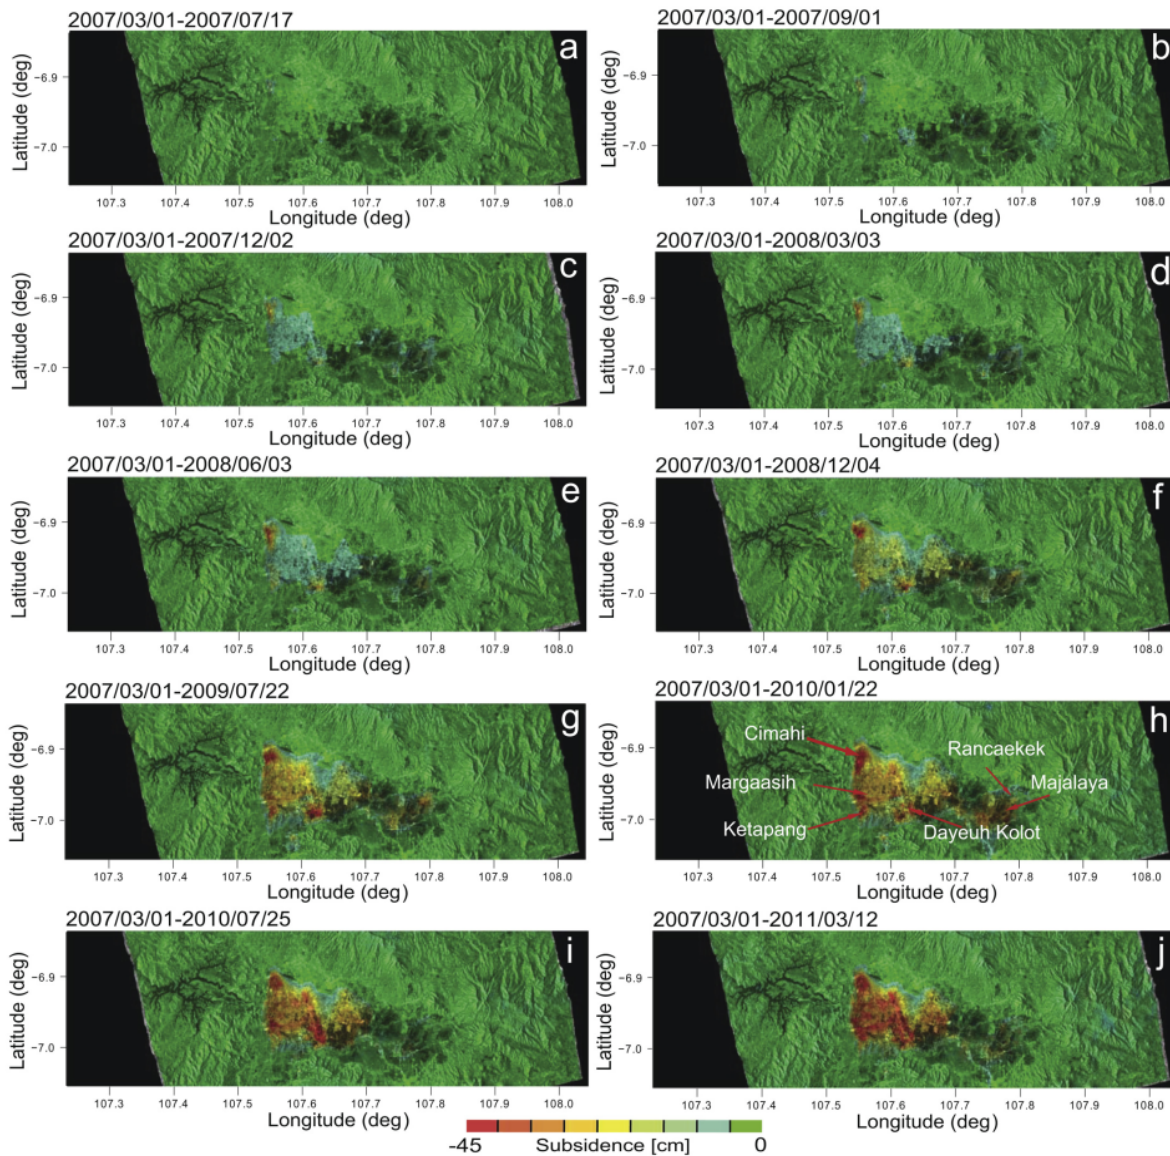 2007/03/01-2007/07/17
a
Latitude (deg)
-6.9
-7.0
107.3 107.4 107.5 107.6 107.7 107.8 107.9 108.0
Longitude (deg)
2007/03/01-2007/09/01
b
Latitude (deg)
-6.9
-7.0
107.3 107.4 107.5 107.6 107.7 107.8 107.9 108.0
Longitude (deg)
2007/03/01-2007/12/02
c
Latitude (deg)
-6.9
-7.0
107.3 107.4 107.5 107.6 107.7 107.8 107.9 108.0
Longitude (deg)
2007/03/01-2008/03/03
d
Latitude (deg)
-6.9
-7.0
107.3 107.4 107.5 107.6 107.7 107.8 107.9 108.0
Longitude (deg)
2007/03/01-2008/06/03
e
Latitude (deg)
-6.9
-7.0
107.3 107.4 107.5 107.6 107.7 107.8 107.9 108.0
Longitude (deg)
2007/03/01-2008/12/04
f
Latitude (deg)
-6.9
-7.0
107.3 107.4 107.5 107.6 107.7 107.8 107.9 108.0
Longitude (deg)
2007/03/01-2009/07/22
g
Latitude (deg)
-6.9
-7.0
107.3 107.4 107.5 107.6 107.7 107.8 107.9 108.0
Longitude (deg)
2007/03/01-2010/01/22
h
Latitude (deg)
-6.9
-7.0
Cimahi
Rancaekek
Margaasih
Majalaya
Ketapang
Dayeuh Kolot
107.3 107.4 107.5 107.6 107.7 107.8 107.9 108.0
Longitude (deg)
2007/03/01-2010/07/25
i
Latitude (deg)
-6.9
-7.0
107.3 107.4 107.5 107.6 107.7 107.8 107.9 108.0
Longitude (deg)
2007/03/01-2011/03/12
j
Latitude (deg)
-6.9
-7.0
107.3 107.4 107.5 107.6 107.7 107.8 107.9 108.0
Longitude (deg)
-45 Subsidence [cm] 0